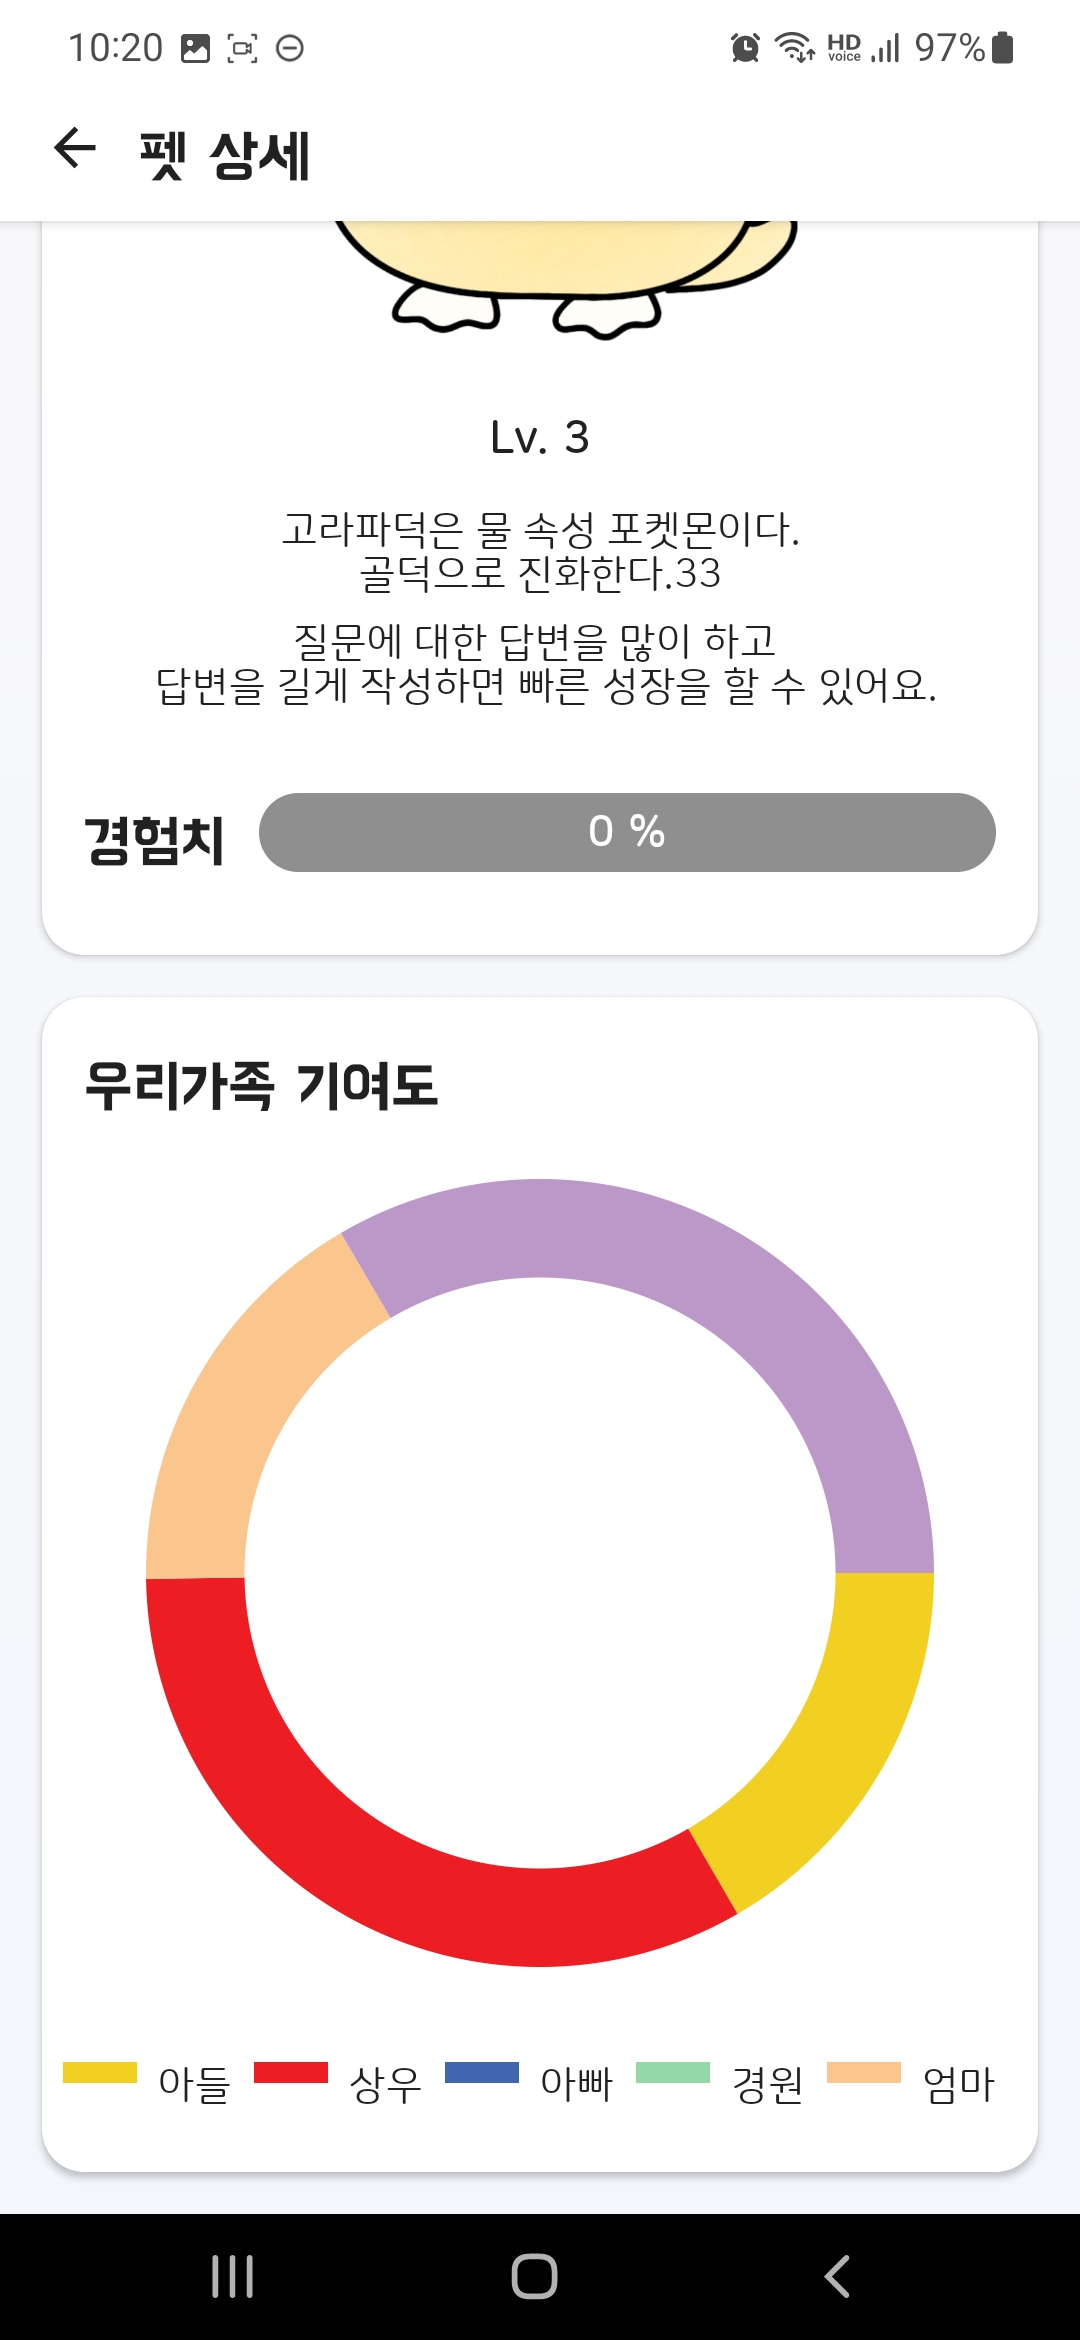 10:20 HD voice 97%
펫 상세
Lv. 3
고라파덕은 물 속성 포켓몬이다.
골덕으로 진화한다.33
질문에 대한 답변을 많이 하고
답변을 길게 작성하면 빠른 성장을 할 수 있어요.
경험치 0 %
우리가족 기여도
아들 상우 아빠 경원 엄마